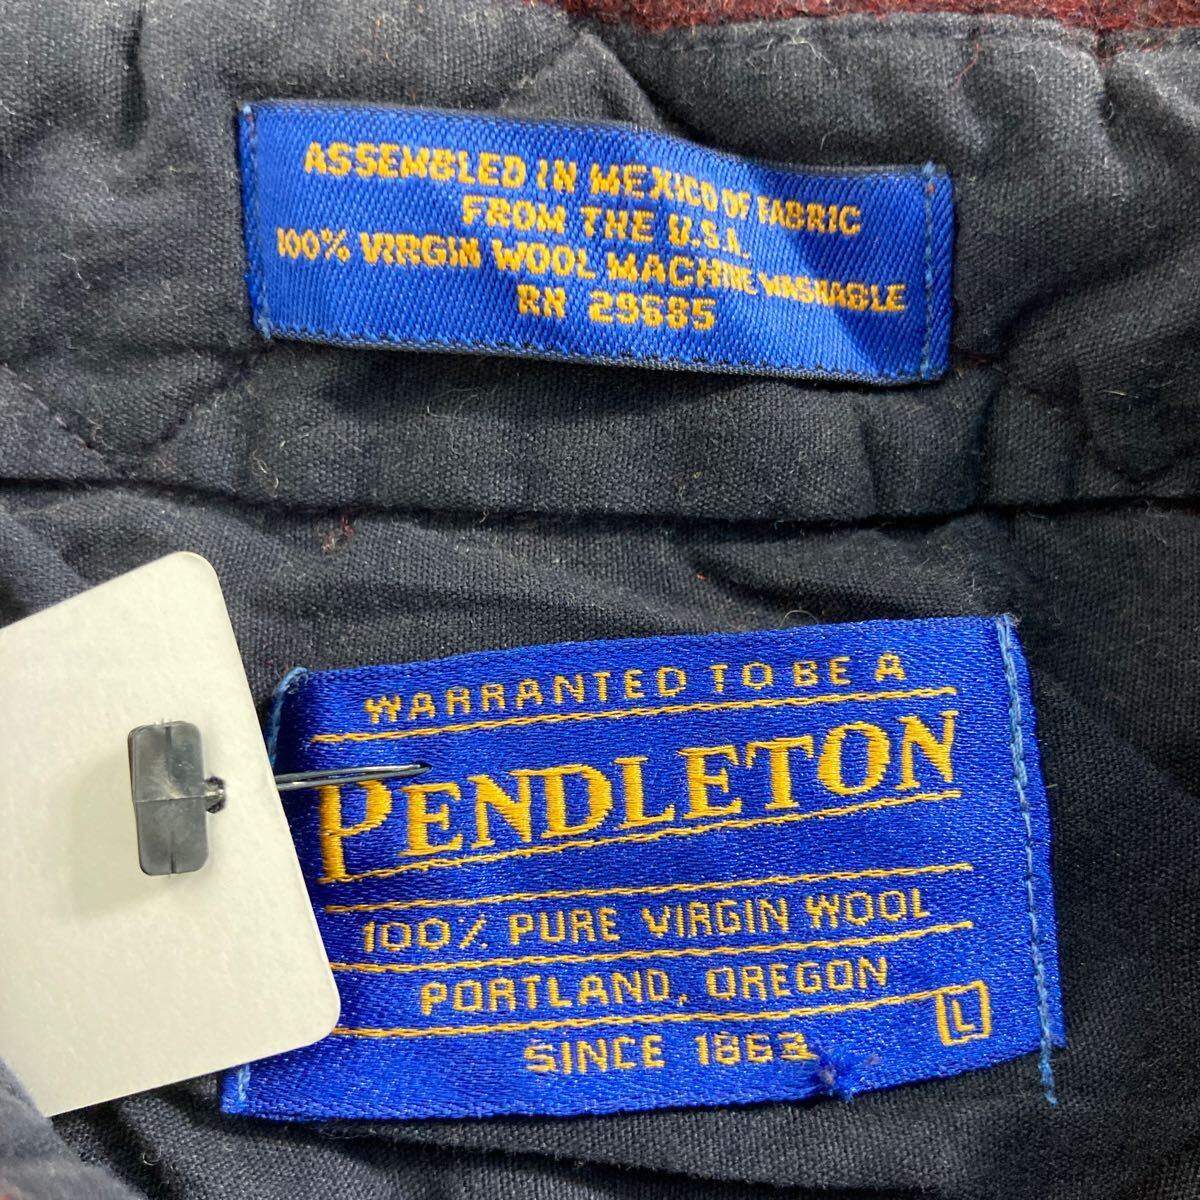 ASSEMBLED IN MEXICO OF FABRIC
FROM THE U.S.A.
100% VIRGIN WOOL MACHINE WASHABLE
RN 29685
WARRANTED TO BE A
PENDLETON
100% PURE VIRGIN WOOL
PORTLAND, OREGON
SINCE 1863
L